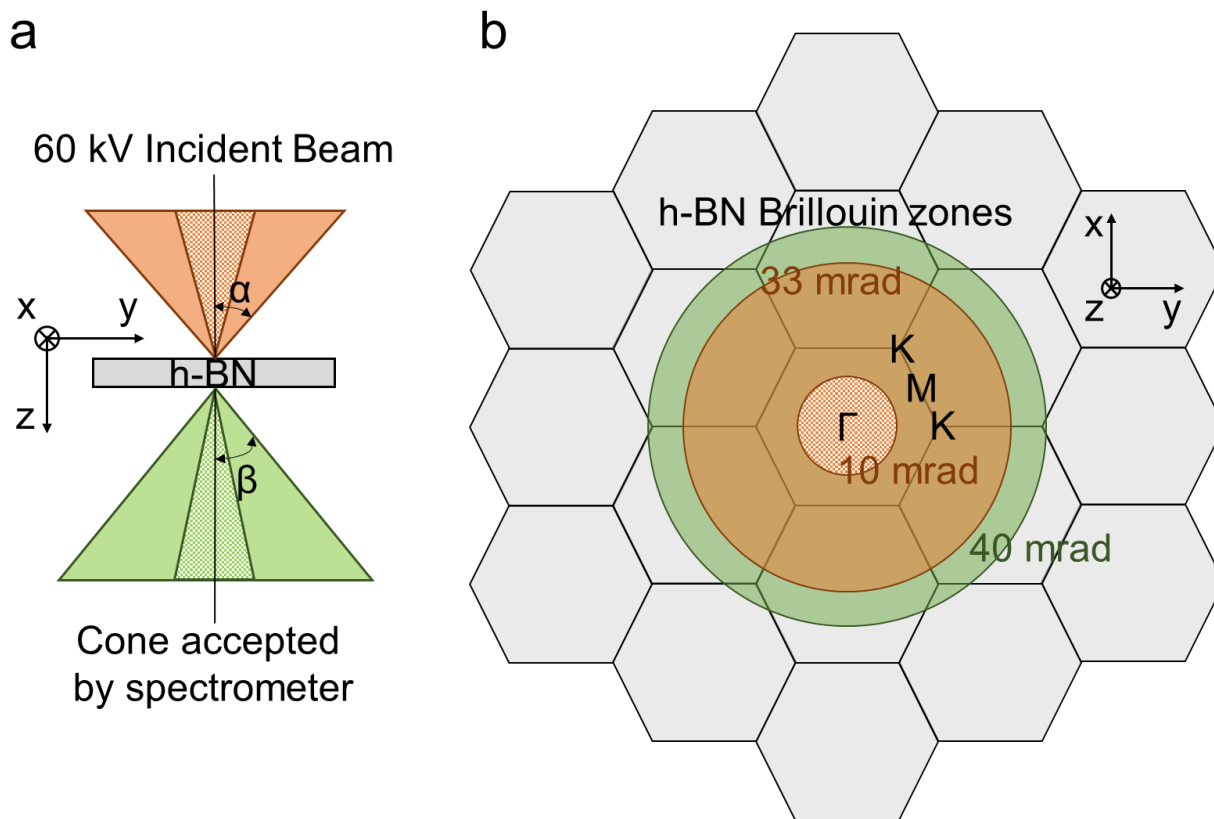 a
60 kV Incident Beam
α
x
y
h-BN
z
β
Cone accepted
by spectrometer
b
h-BN Brillouin zones
x
z
y
33 mrad
K
M
Γ
K
10 mrad
40 mrad